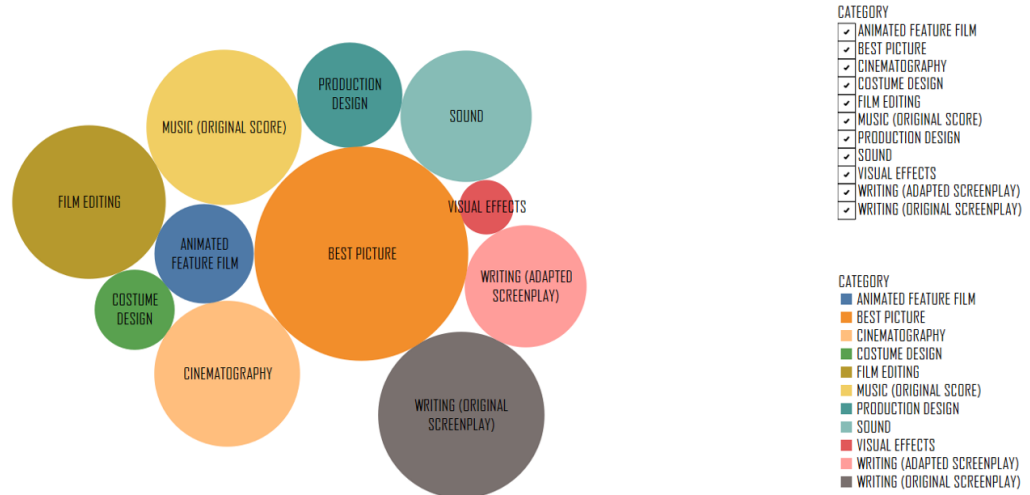 PRODUCTION
DESIGN
MUSIC (ORIGINAL SCORE)
SOUND
FILM EDITING
VISUAL EFFECTS
ANIMATED
FEATURE FILM
BEST PICTURE
WRITING (ADAPTED
SCREENPLAY)
COSTUME
DESIGN
CINEMATOGRAPHY
WRITING (ORIGINAL
SCREENPLAY)
CATEGORY
ANIMATED FEATURE FILM
BEST PICTURE
CINEMATOGRAPHY
COSTUME DESIGN
FILM EDITING
MUSIC (ORIGINAL SCORE)
PRODUCTION DESIGN
SOUND
VISUAL EFFECTS
WRITING (ADAPTED SCREENPLAY)
WRITING (ORIGINAL SCREENPLAY)
CATEGORY
ANIMATED FEATURE FILM
BEST PICTURE
CINEMATOGRAPHY
COSTUME DESIGN
FILM EDITING
MUSIC (ORIGINAL SCORE)
PRODUCTION DESIGN
SOUND
VISUAL EFFECTS
WRITING (ADAPTED SCREENPLAY)
WRITING (ORIGINAL SCREENPLAY)